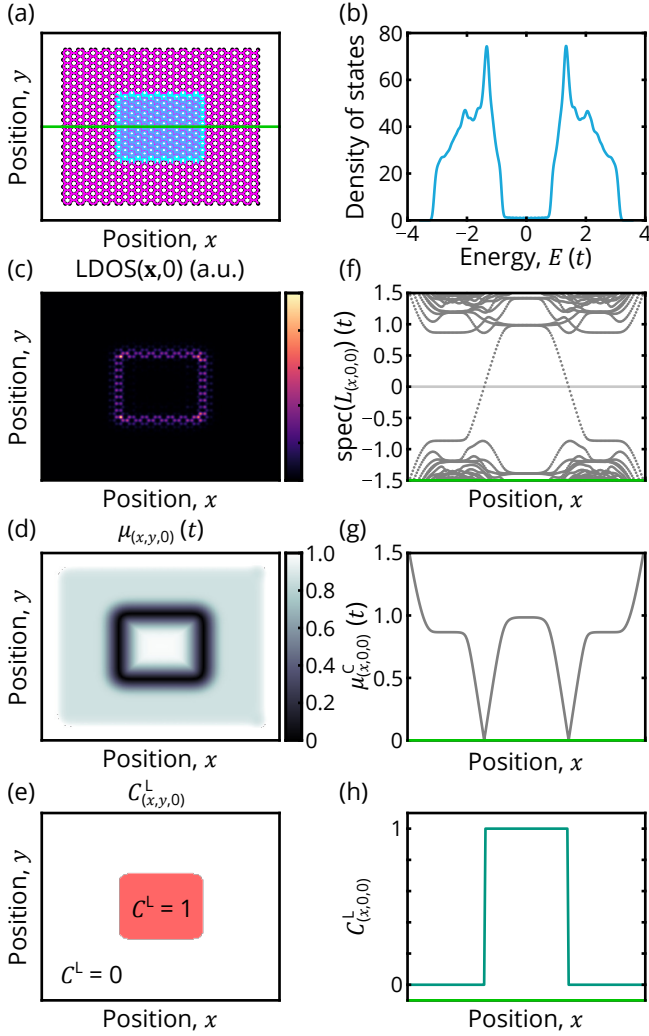 (a)
Position, y
Position, x
(b)
Density of states
80
60
40
20
0
−4
−2
0
2
4
Energy, E (t)
(c)
LDOS(x,0) (a.u.)
Position, y
Position, x
(f)
spec(L(x,0,0)) (t)
1.5
1.0
0.5
0
−0.5
−1.0
−1.5
Position, x
(d)
μ(x,y,0) (t)
Position, y
Position, x
1.0
0.8
0.6
0.4
0.2
0
(g)
μC(x,0,0) (t)
1.5
1.0
0.5
0
Position, x
(e)
CL(x,y,0)
Position, y
CL = 1
CL = 0
Position, x
(h)
CL(x,0,0)
1
0
Position, x